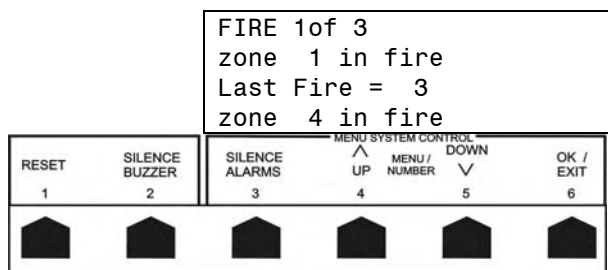 FIRE 1of 3
zone  1 in fire
Last Fire =  3
zone  4 in fire
MENU SYSTEM CONTROL
RESET
1
SILENCE
BUZZER
2
SILENCE
ALARMS
3
UP
4
MENU /
NUMBER
DOWN
5
OK /
EXIT
6